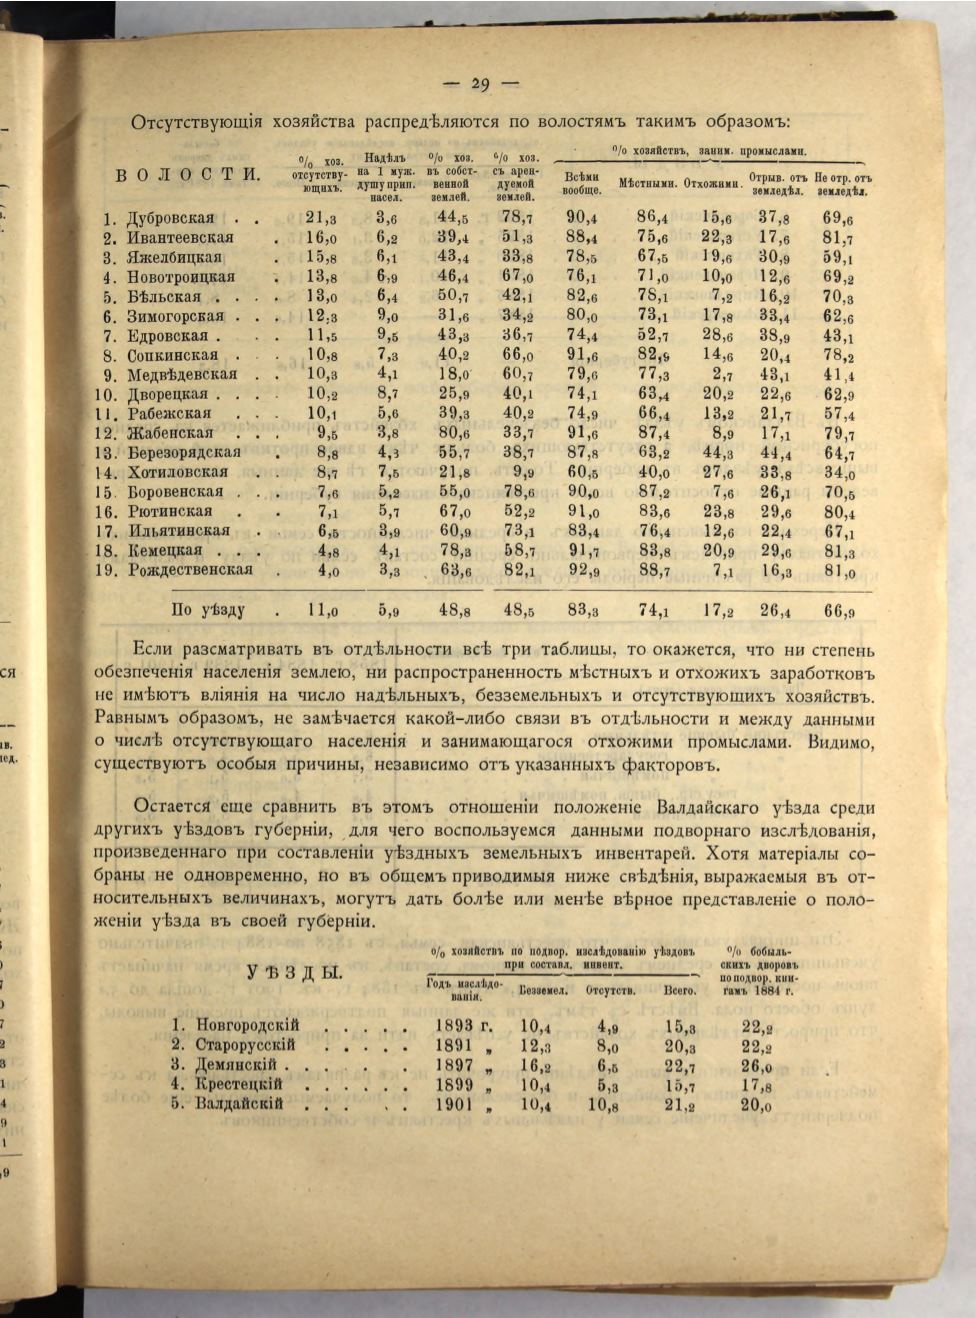 — 29 —
Отсутствующія хозяйства распредѣляются по волостямъ такимъ образомъ:
ВОЛОСТИ. % хоз. отсутствующихъ. Надѣлъ на 1 муж. душу прип. насел. % хоз. въ собственной землей. % хоз. съ арендуемой землей. % хозяйствъ, заним. промыслами. Всѣми вообще. Мѣстными. Отхожими. Отрыв. отъ земледѣл. Не отр. отъ земледѣл.
1. Дубровская . . 21,3 3,6 44,5 78,7 90,4 86,4 15,6 37,8 69,6
2. Ивантеевская . 16,0 6,2 39,4 51,3 88,4 75,6 22,3 17,6 81,7
3. Яжелбицкая . 15,8 6,1 43,4 33,8 78,5 67,5 19,6 30,9 59,1
4. Новотроицкая . 13,8 6,9 46,4 67,0 76,1 71,0 10,0 12,6 69,2
5. Бѣльская . . . . 13,0 6,4 50,7 42,1 82,6 78,1 7,2 16,2 70,3
6. Зимогорская . . . 12,3 9,0 31,6 34,2 80,0 73,1 17,8 33,4 62,6
7. Едровская . . . 11,5 9,5 43,3 36,7 74,4 52,7 28,6 38,9 43,1
8. Сопкинская . . . 10,8 7,3 40,2 66,0 91,6 82,9 14,6 20,4 78,2
9. Медвѣдевская . . 10,3 4,1 18,0 60,7 79,6 77,3 2,7 43,1 41,4
10. Дворецкая . . . . 10,2 8,7 25,9 40,1 74,1 63,4 20,2 22,6 62,9
11. Рабежская . . . 10,1 5,6 39,3 40,2 74,9 66,4 13,2 21,7 57,4
12. Жабенская . . . 9,5 3,8 80,6 33,7 91,6 87,4 8,9 17,1 79,7
13. Березорядская . 8,8 4,3 55,7 38,7 87,8 63,2 44,3 44,4 64,7
14. Хотиловская . . 8,7 7,5 21,8 9,9 60,5 40,0 27,6 33,8 34,0
15. Боровенская . . . 7,6 5,2 55,0 78,6 90,0 87,2 7,6 26,1 70,5
16. Рютинская . . 7,1 5,7 67,0 52,2 91,0 83,6 23,8 29,6 80,4
17. Ильятинская . . 6,5 3,9 60,9 73,1 83,4 76,4 12,6 22,4 67,1
18. Кемецкая . . . 4,8 4,1 78,3 58,7 91,7 83,8 20,9 29,6 81,3
19. Рождественская . 4,0 3,3 63,6 82,1 92,9 88,7 7,1 16,3 81,0
По уѣзду . 11,0 5,9 48,8 48,5 83,3 74,1 17,2 26,4 66,9
Если разсматривать въ отдѣльности всѣ три таблицы, то окажется, что ни степень
обезпеченія населенія землею, ни распространенность мѣстныхъ и отхожихъ заработковъ
не имѣютъ вліянія на число надѣльныхъ, безземельныхъ и отсутствующихъ хозяйствъ.
Равнымъ образомъ, не замѣчается какой-либо связи въ отдѣльности и между данными
о числѣ отсутствующаго населенія и занимающагося отхожими промыслами. Видимо,
существуютъ особыя причины, независимо отъ указанныхъ факторовъ.
Остается еще сравнить въ этомъ отношеніи положеніе Валдайскаго уѣзда среди
другихъ уѣздовъ губерніи, для чего воспользуемся данными подворнаго изслѣдованія,
произведеннаго при составленіи уѣздныхъ земельныхъ инвентарей. Хотя матеріалы со-
браны не одновременно, но въ общемъ приводимыя ниже свѣдѣнія, выражаемыя въ от-
носительныхъ величинахъ, могутъ дать болѣе или менѣе вѣрное представленіе о поло-
женіи уѣзда въ своей губерніи.
УѢЗДЫ. % хозяйствъ по подвор. изслѣдованію уѣздовъ при составл. инвент. Годъ изслѣдованія. Безземел. Отсутств. Всего. % бобыльскихъ дворовъ по подвор. книгамъ 1884 г.
1. Новгородскій . . . . . 1893 г. 10,4 4,9 15,3 22,2
2. Старорусскій . . . . . 1891 „ 12,3 8,0 20,3 22,2
3. Демянскій . . . . . . 1897 „ 16,2 6,5 22,7 26,0
4. Крестецкій . . . . . . 1899 „ 10,4 5,3 15,7 17,8
5. Валдайскій . . . . . 1901 „ 10,4 10,8 21,2 20,0